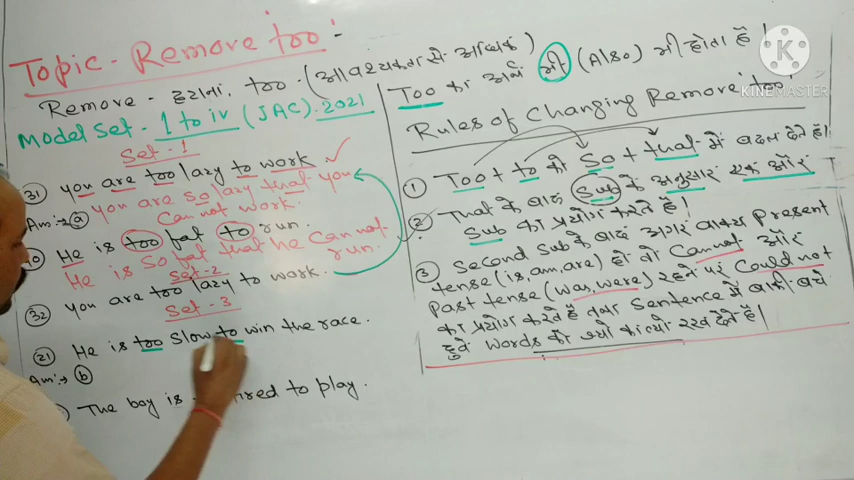 Topic - Remove too:-
Remove - हटाना, too - (आवश्यकता से अधिक)
Model Set - 1 to iv (JAC) 2021
Set - 1
31) you are too lazy to work ✓
Ans:- a) you are so lazy that you
Cannot work.
He is too fat to run.
He is So fat that he Cannot run.
Set - 2
32) you are too lazy to work.
Set - 3
21) He is too Slow to win the race.
Ans:- b)
The boy is tired to play.
Too का अर्थ भी (Also) भी होता है।
Rules of Changing Remove 'too':
1) Too + to को So + that में बदल देते हैं।
2) That के बाद Sub के अनुसार एक और
Sub का प्रयोग करते हैं।
3) Second Sub के बाद अगर वाक्य Present
tense (is, am, are) हो तो Cannot और
Past tense (was, were) रहने पर Could not
का प्रयोग करते हैं तथा Sentence में बाकी बचे
हुवे words को ज्यों का त्यों रख देते हैं।
KINEMASTER